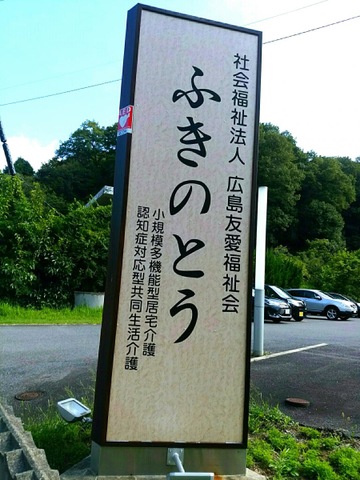 社会福祉法人 広島友愛福祉会
ふきのとう
小規模多機能型居宅介護
認知症対応型共同生活介護